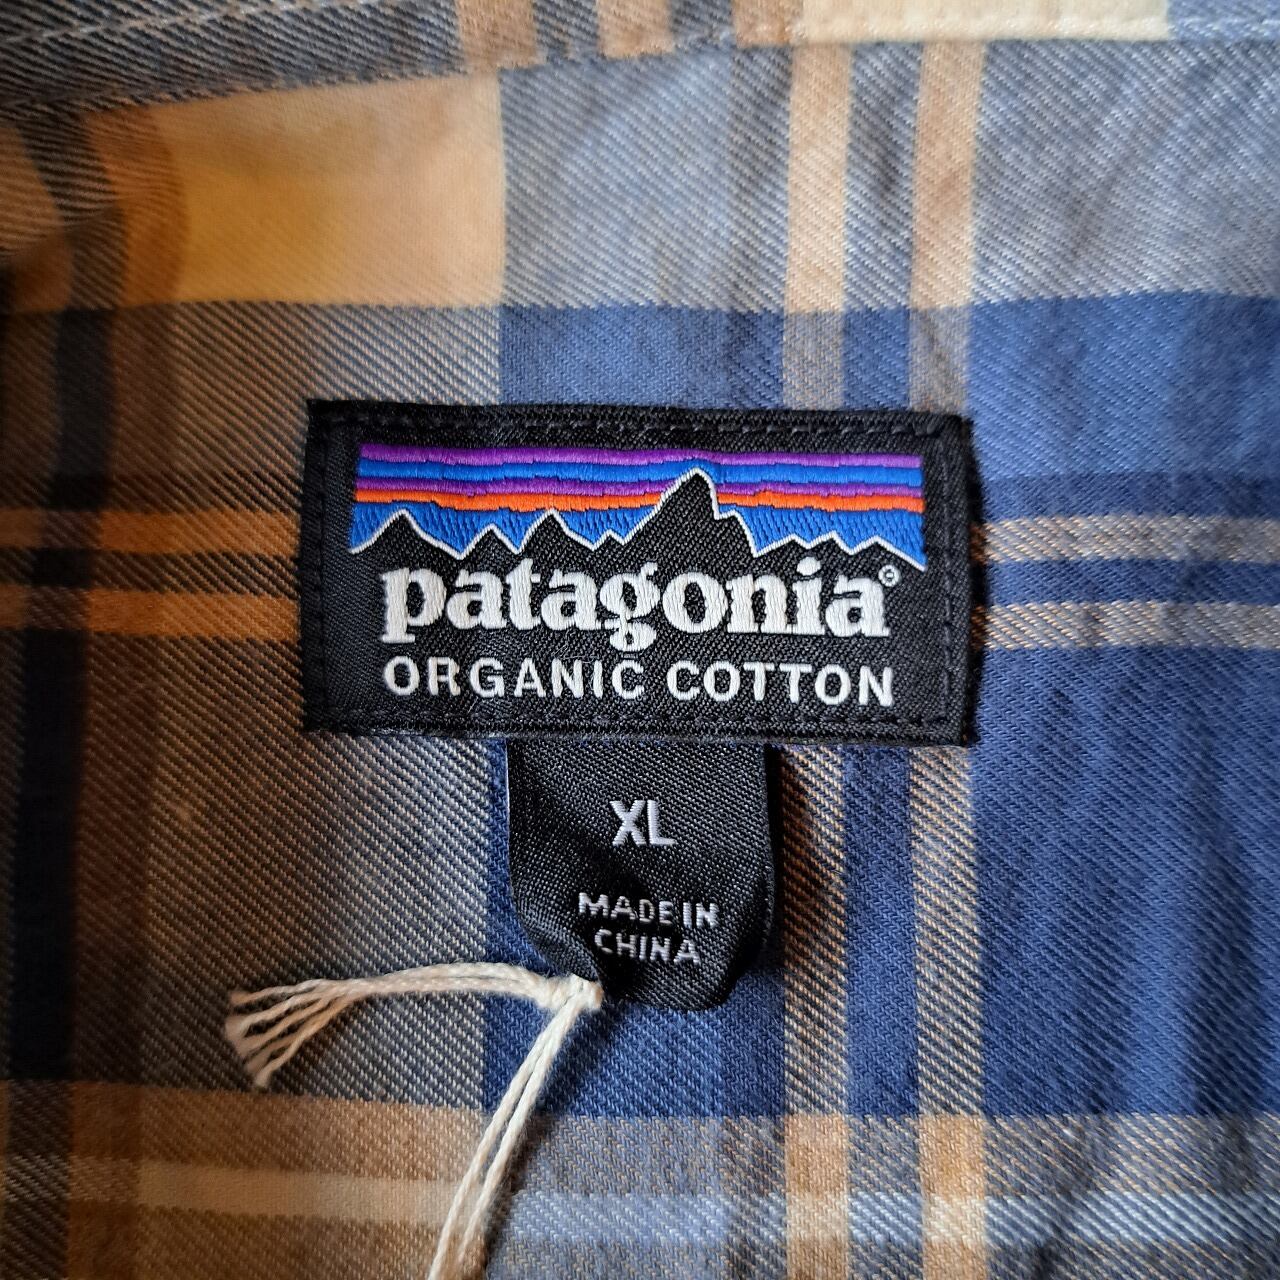 patagonia©
ORGANIC COTTON
XL
MADE IN
CHINA